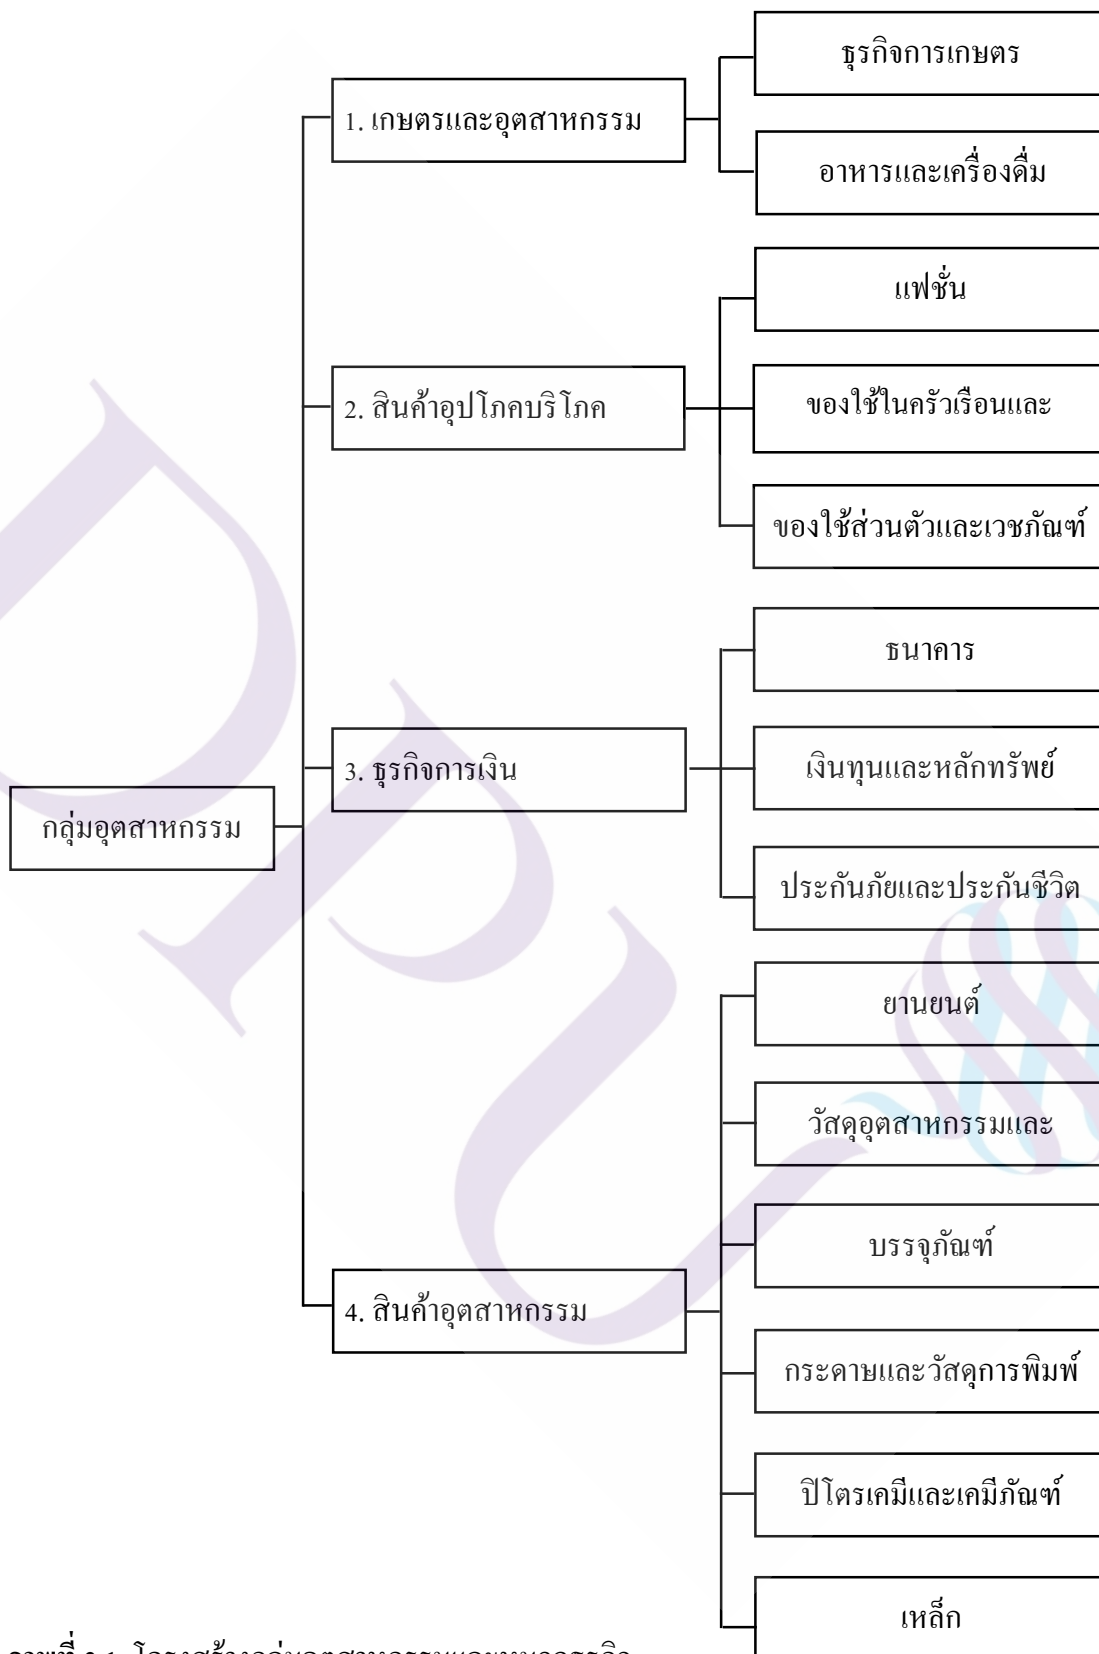 กลุ่มอุตสาหกรรม
1. เกษตรและอุตสาหกรรม
ธุรกิจการเกษตร
อาหารและเครื่องดื่ม
2. สินค้าอุปโภคบริโภค
แฟชั่น
ของใช้ในครัวเรือนและ
ของใช้ส่วนตัวและเวชภัณฑ์
3. ธุรกิจการเงิน
ธนาคาร
เงินทุนและหลักทรัพย์
ประกันภัยและประกันชีวิต
4. สินค้าอุตสาหกรรม
ยานยนต์
วัสดุอุตสาหกรรมและ
บรรจุภัณฑ์
กระดาษและวัสดุการพิมพ์
ปิโตรเคมีและเคมีภัณฑ์
เหล็ก
DPU